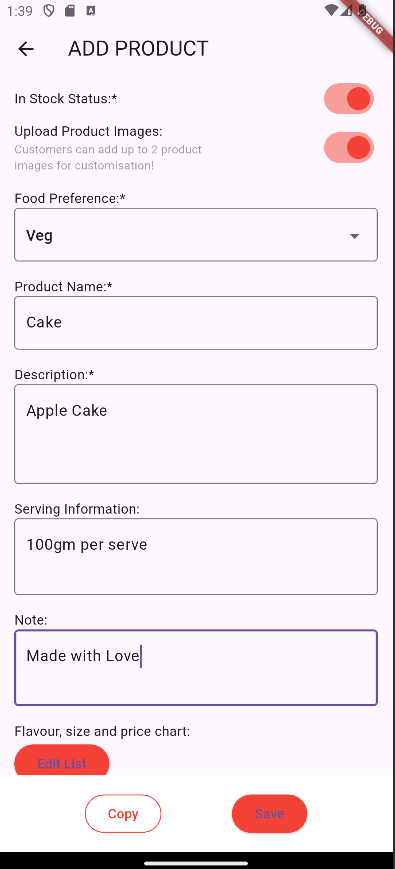 1:39
EBUG
ADD PRODUCT
In Stock Status:*
Upload Product Images:
Customers can add up to 2 product
images for customisation!
Food Preference:*
Veg
Product Name:*
Cake
Description:*
Apple Cake
Serving Information:
100gm per serve
Note:
Made with Love
Flavour, size and price chart:
Edit List
Copy
Save